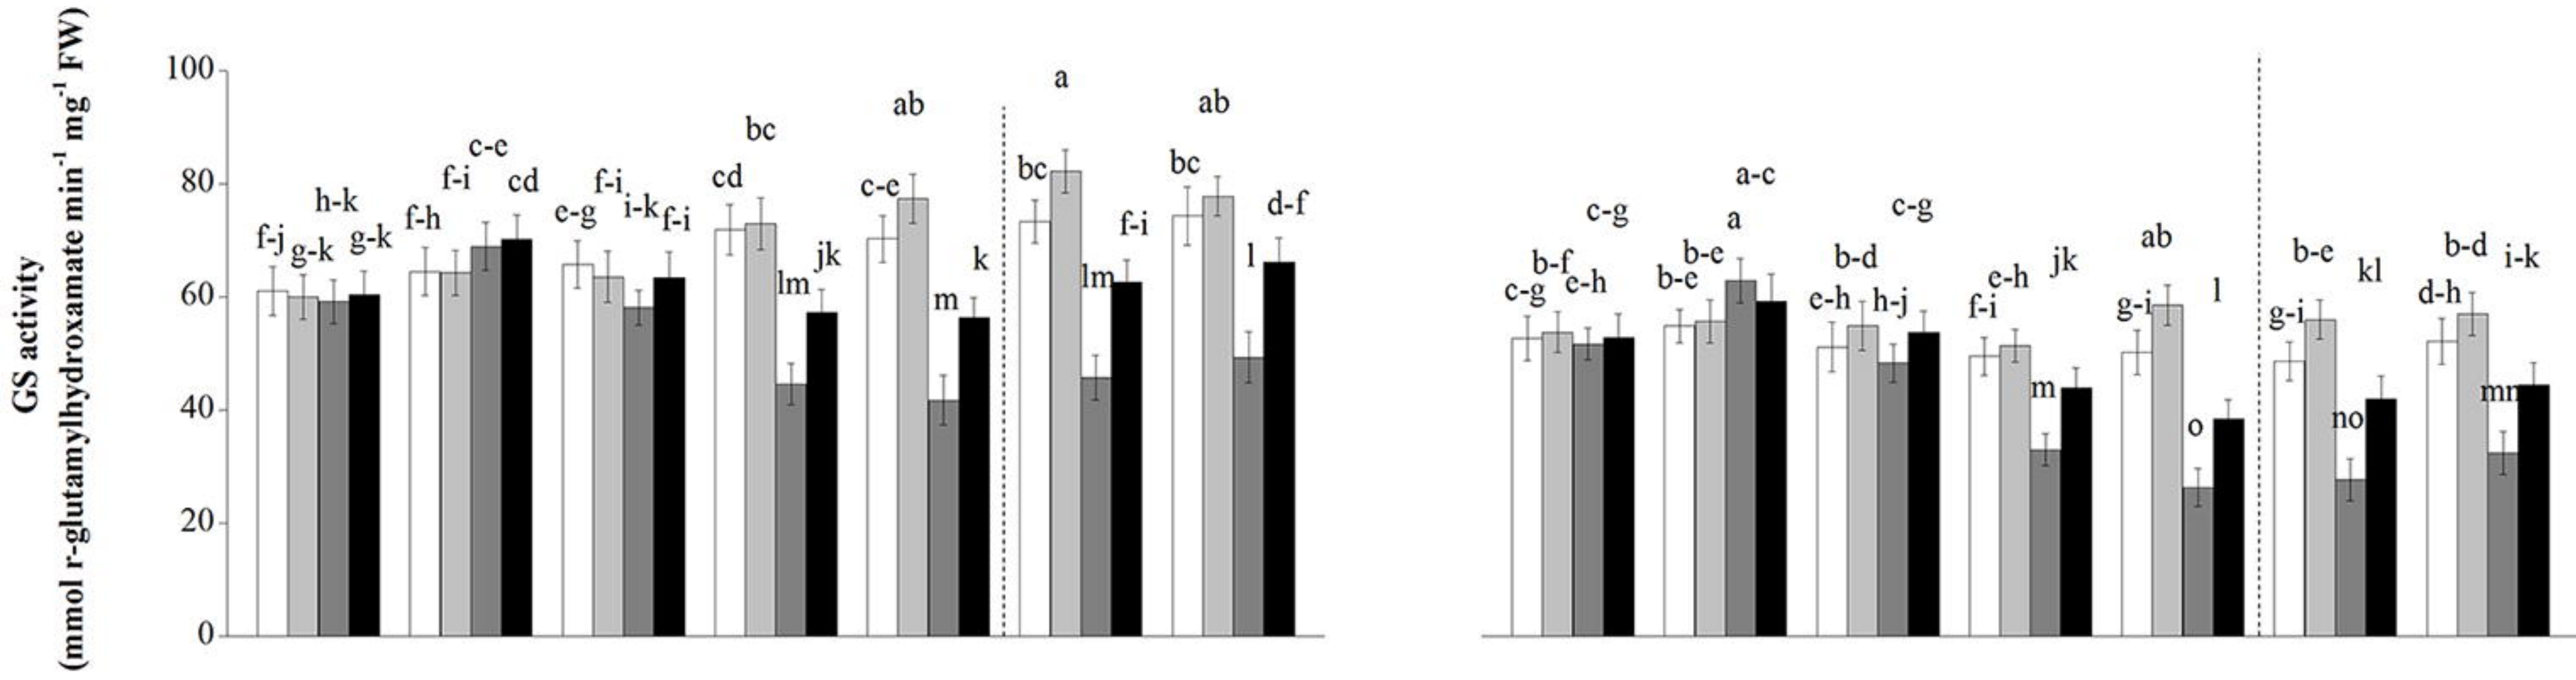 GS activity
(mmol r-glutamylhydroxamate min-1 mg-1 FW)
100
80
60
40
20
0
f-j
g-k
h-k
g-k
f-h
f-i
c-e
cd
e-g
f-i
i-k
f-i
cd
bc
lm
jk
c-e
ab
m
k
bc
a
lm
f-i
bc
ab
l
d-f
c-g
b-f
e-h
c-g
b-e
b-e
a
a-c
e-h
b-d
h-j
c-g
f-i
e-h
m
jk
g-i
ab
o
l
g-i
b-e
no
kl
d-h
b-d
mn
i-k